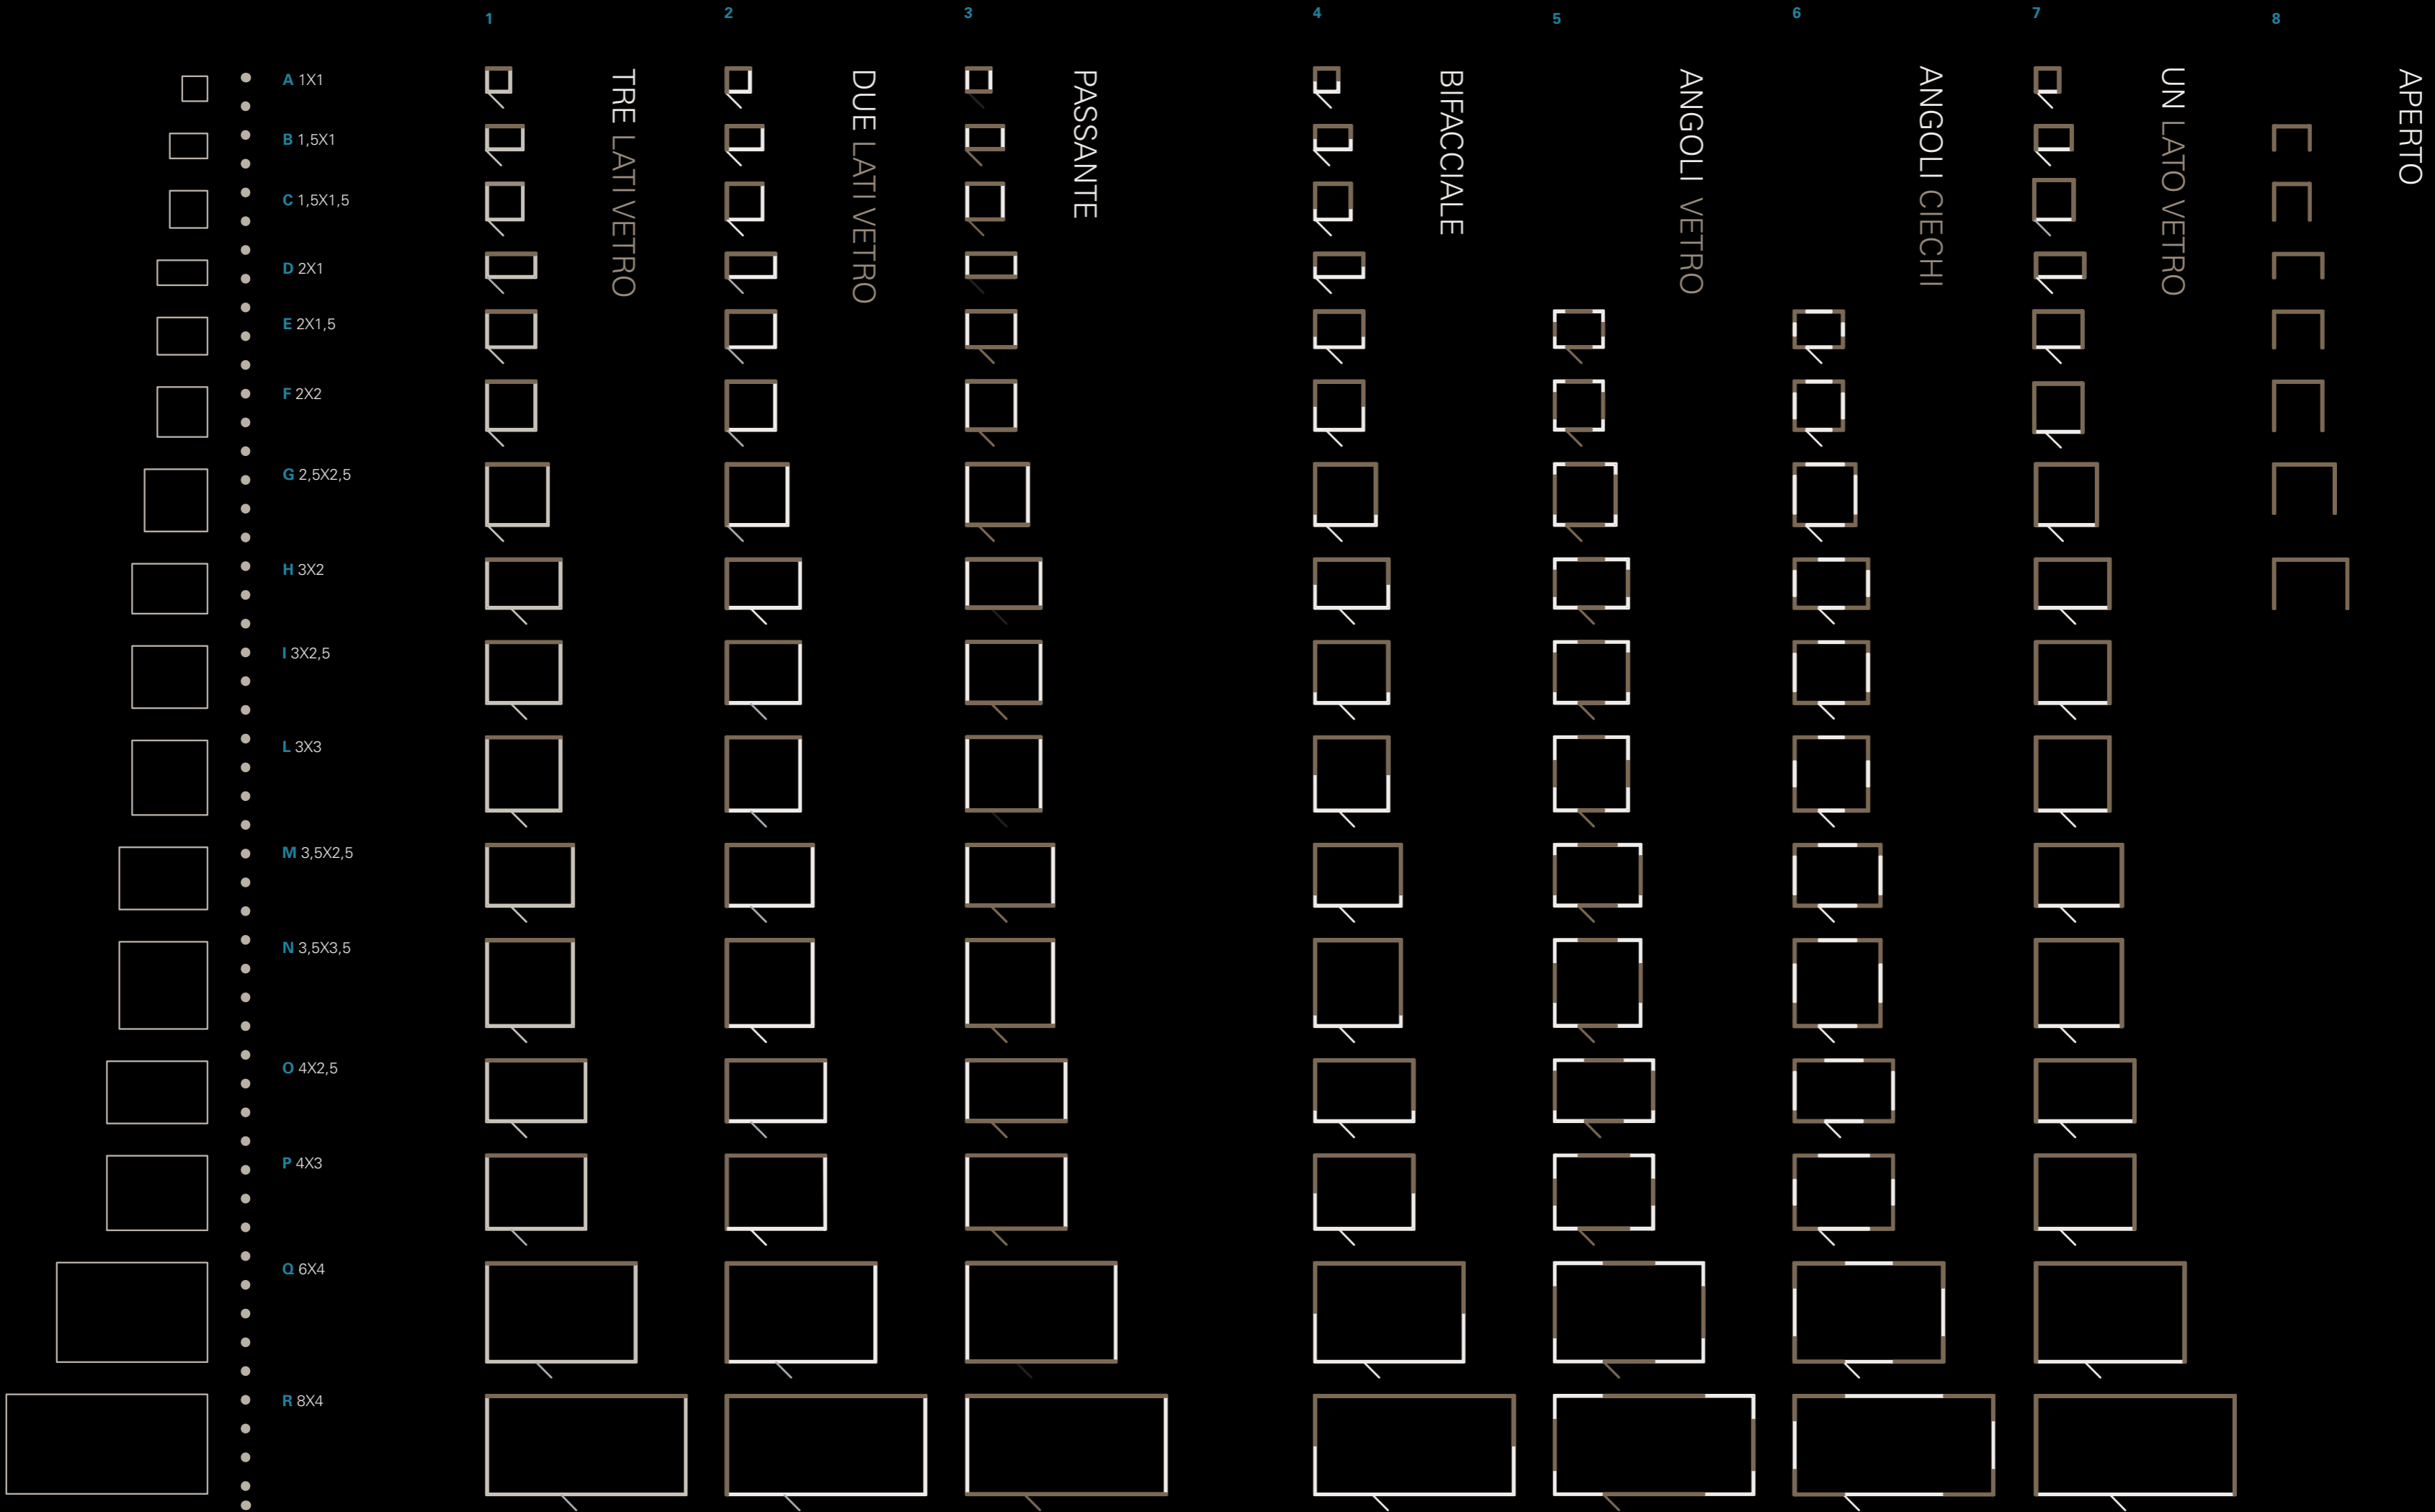 1
2
3
4
5
6
7
8
TRE LATI VETRO
DUE LATI VETRO
PASSANTE
BIFACCIALE
ANGOLI VETRO
ANGOLI CIECHI
UN LATO VETRO
APERTO
A 1X1
B 1,5X1
C 1,5X1,5
D 2X1
E 2X1,5
F 2X2
G 2,5X2,5
H 3X2
I 3X2,5
L 3X3
M 3,5X2,5
N 3,5X3,5
O 4X2,5
P 4X3
Q 6X4
R 8X4